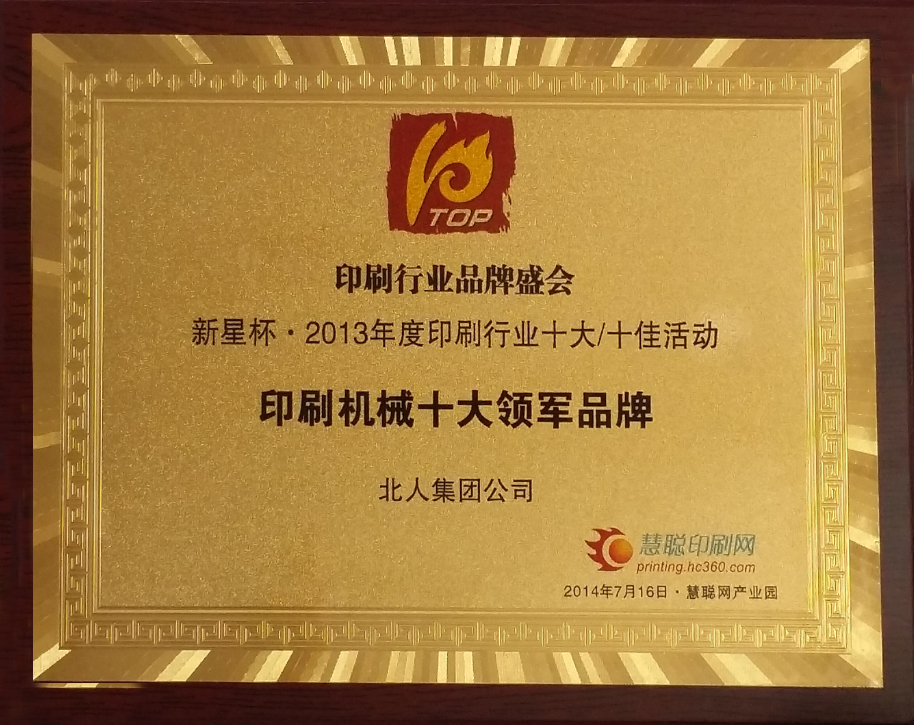 TOP
印刷行业品牌盛会
新星杯·2013年度印刷行业十大/十佳活动
印刷机械十大领军品牌
北人集团公司
慧聪印刷网
printing.hc360.com
2014年7月16日·慧聪网产业园